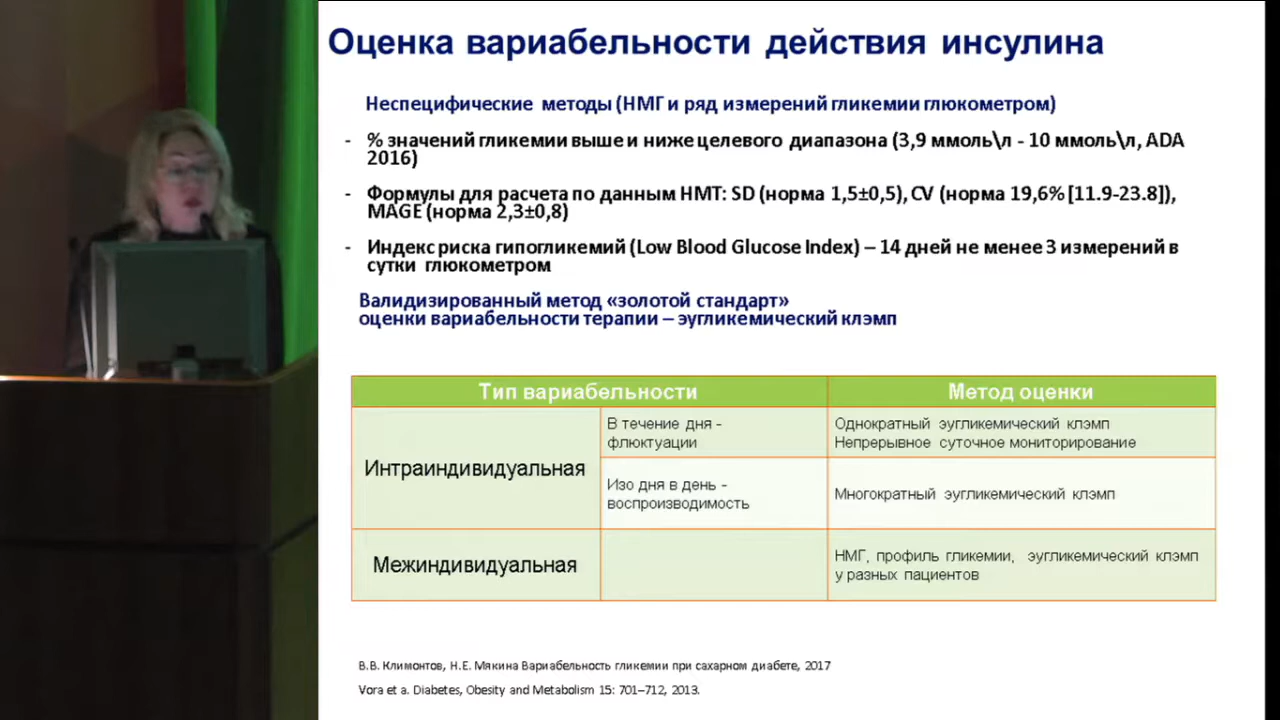 Оценка вариабельности действия инсулина
Неспецифические методы (НМГ и ряд измерений гликемии глюкометром)
- % значений гликемии выше и ниже целевого диапазона (3,9 ммоль\л - 10 ммоль\л, ADA
2016)
- Формулы для расчета по данным НМТ: SD (норма 1,5±0,5), CV (норма 19,6% [11.9-23.8]),
MAGE (норма 2,3±0,8)
- Индекс риска гипогликемий (Low Blood Glucose Index) – 14 дней не менее 3 измерений в
сутки глюкометром
Валидизированный метод «золотой стандарт»
оценки вариабельности терапии – эугликемический клэмп
Тип вариабельности
Метод оценки
Интраиндивидуальная
В течение дня -
флюктуации
Однократный эугликемический клэмп
Непрерывное суточное мониторирование
Изо дня в день -
воспроизводимость
Многократный эугликемический клэмп
Межиндивидуальная
НМГ, профиль гликемии, эугликемический клэмп
у разных пациентов
В.В. Климонтов, Н.Е. Мякина Вариабельность гликемии при сахарном диабете, 2017
Vora et a. Diabetes, Obesity and Metabolism 15: 701–712, 2013.